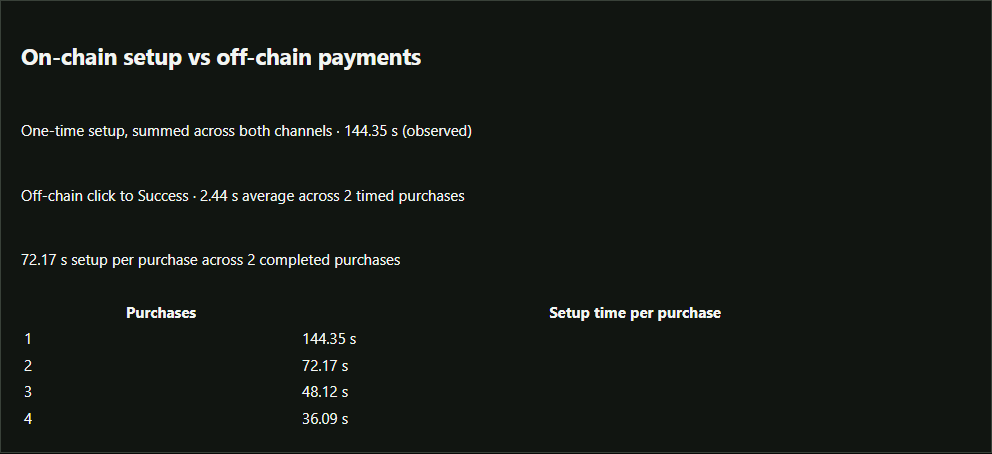 On-chain setup vs off-chain payments
One-time setup, summed across both channels · 144.35 s (observed)
Off-chain click to Success · 2.44 s average across 2 timed purchases
72.17 s setup per purchase across 2 completed purchases
Purchases Setup time per purchase
1 144.35 s
2 72.17 s
3 48.12 s
4 36.09 s